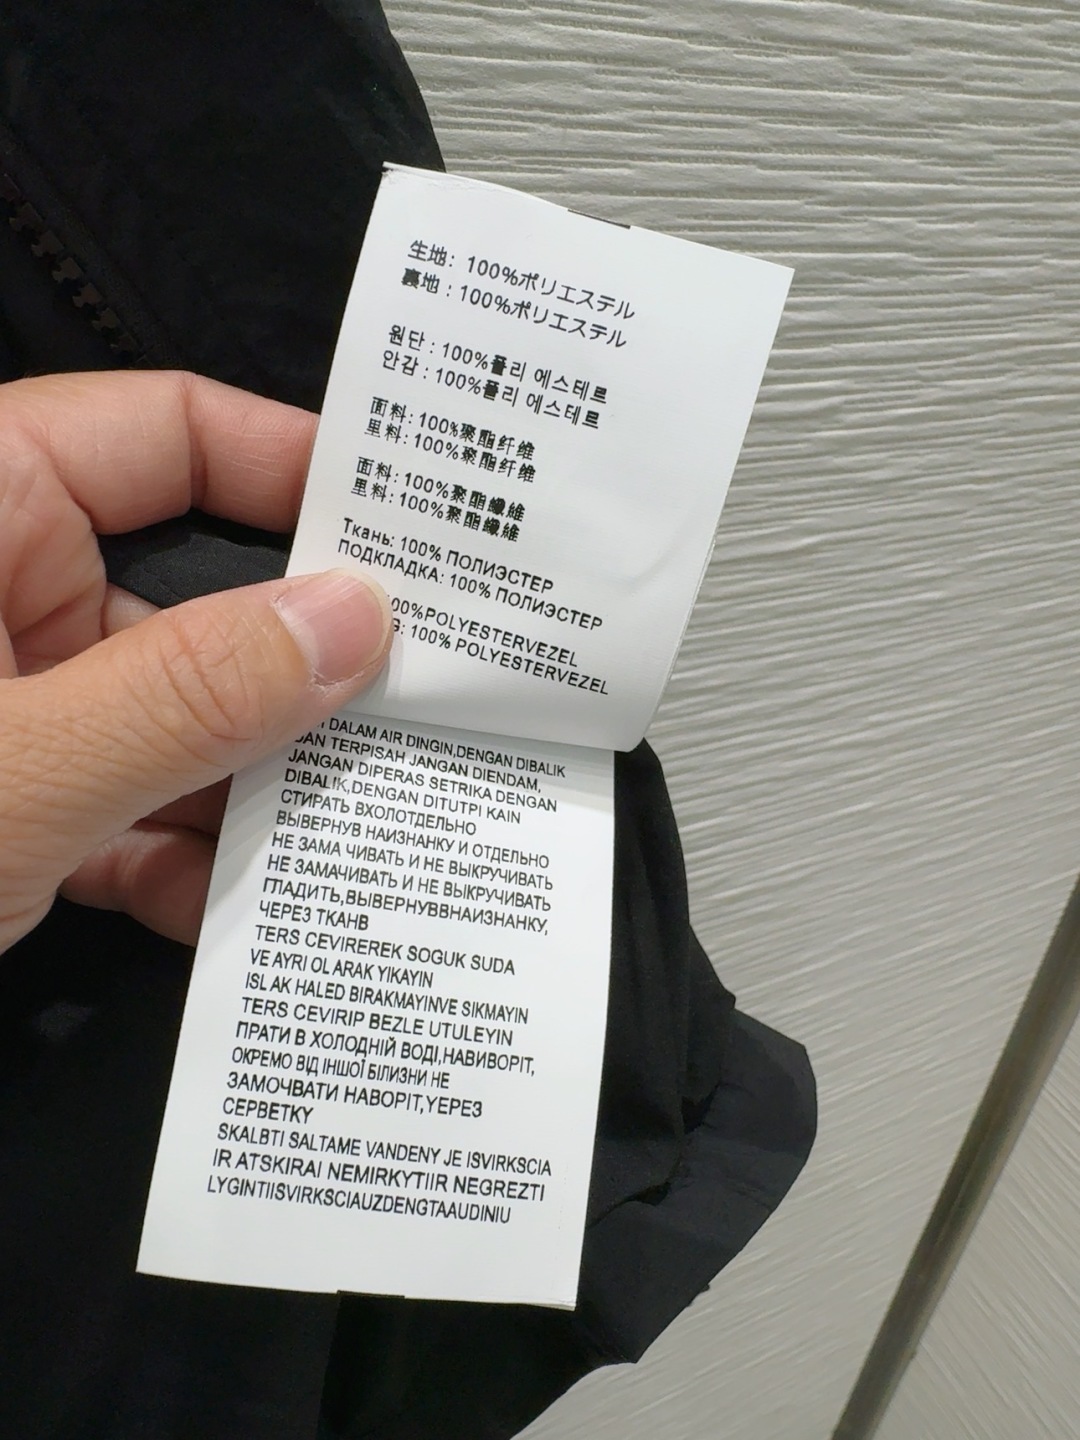 生地: 100%ポリエステル
裏地 : 100%ポリエステル
원단 : 100%폴리 에스테르
안감 : 100%폴리 에스테르
面料: 100%聚酯纤维
里料: 100%聚酯纤维
面料: 100%聚酯纖維
里料: 100%聚酯纖維
Ткань: 100% ПОЛИЭСТЕР
ПОДКЛАДКА: 100% ПОЛИЭСТЕР
00%POLYESTERVEZEL
G: 100% POLYESTERVEZEL
DALAM AIR DINGIN,DENGAN DIBALIK
DAN TERPISAH JANGAN DIENDAM,
JANGAN DIPERAS SETRIKA DENGAN
DIBALIK,DENGAN DITUTPI KAIN
СТИРАТЬ ВХОЛОТДЕЛЬНО
ВЫВЕРНУВ НАИЗНАНКУ И ОТДЕЛЬНО
НЕ ЗАМА ЧИВАТЬ И НЕ ВЫКРУЧИВАТЬ
НЕ ЗАМАЧИВАТЬ И НЕ ВЫКРУЧИВАТЬ
ГЛАДИТЬ,ВЫВЕРНУВВНАИЗНАНКУ,
ЧЕРЕЗ ТКАНВ
TERS CEVIREREK SOGUK SUDA
VE AYRI OL ARAK YIKAYIN
ISL AK HALED BIRAKMAYINVE SIKMAYIN
TERS CEVIRIP BEZLE UTULEYIN
ПРАТИ В ХОЛОДНІЙ ВОДІ,НАВИВОРІТ,
ОКРЕМО ВІД ІНШОЇ БІЛИЗНИ НЕ
ЗАМОЧВАТИ НАВОРІТ,ҮЕРЕЗ
СЕРВЕТКУ
SKALBTI SALTAME VANDENY JE ISVIRKSCIA
IR ATSKIRAI NEMIRKYTIIR NEGREZTI
LYGINTIISVIRKSCIAUZDENGTAAUDINIU